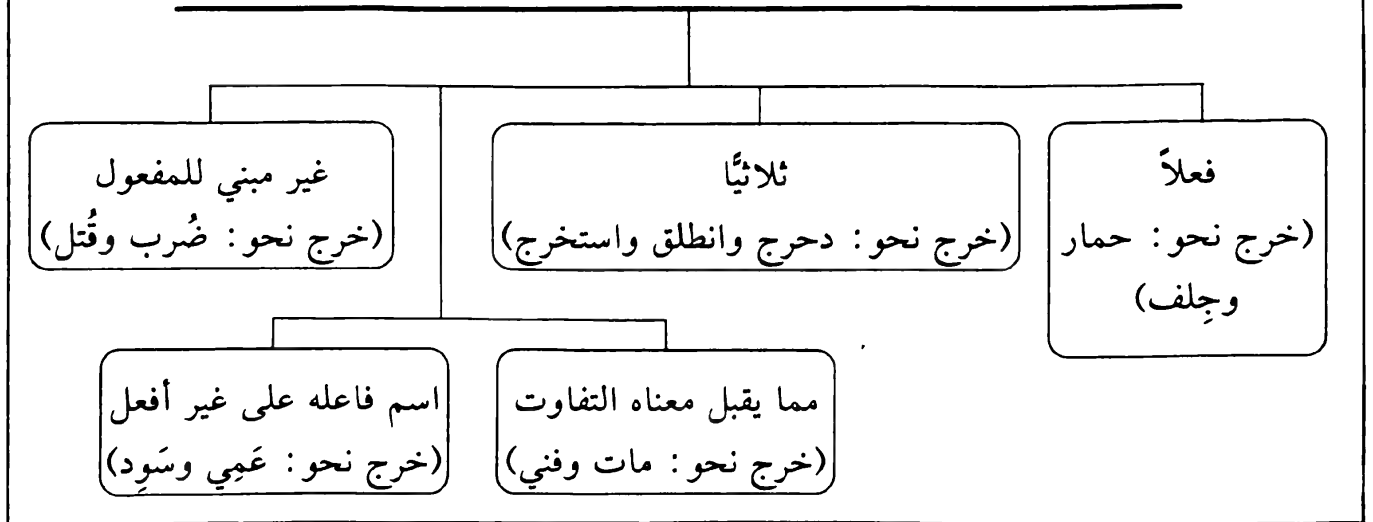 فعلاً
(خرج نحو: حمار
وجِلف)
ثلاثيًّا
(خرج نحو: دحرج وانطلق واستخرج)
غير مبني للمفعول
(خرج نحو: ضُرب وقُتل)
مما يقبل معناه التفاوت
(خرج نحو: مات وفني)
اسم فاعله على غير أفعل
(خرج نحو: عَمِي وسَوِد)